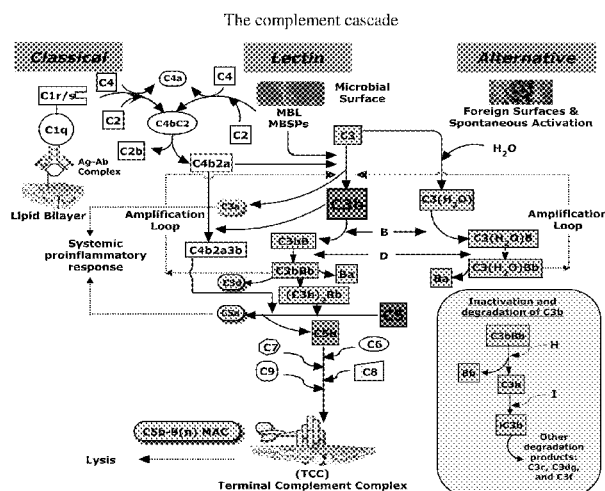 The complement cascade
Classical
Lectin
Alternative
C4
C4a
C4
C1r/s
C2
C4bC2
C2
C1q
C2b
C4b2a
Ag-Ab
Complex
Lipid Bilayer
MBL
MBSPs
Microbial
Surface
C3
Foreign Surfaces &
Spontaneous Activation
H2O
C3a
C3b
C3(H2O)
Amplification
Loop
Amplification
Loop
Systemic
proinflammatory
response
C4b2a3b
B
C3bB
C3(H2O)B
D
C3bBb
Ba
C3(H2O)Bb
Ba
(C3b)
Bb
C5a
C5
C5b
C7
C6
C9
C8
C5b-9(n) MAC
Lysis
(TCC)
Terminal Complement Complex
Inactivation and
degradation of C3b
C3bBb
H
Bb
C3b
I
iC3b
Other
degradation
products:
C3c, C3dg,
and C3f